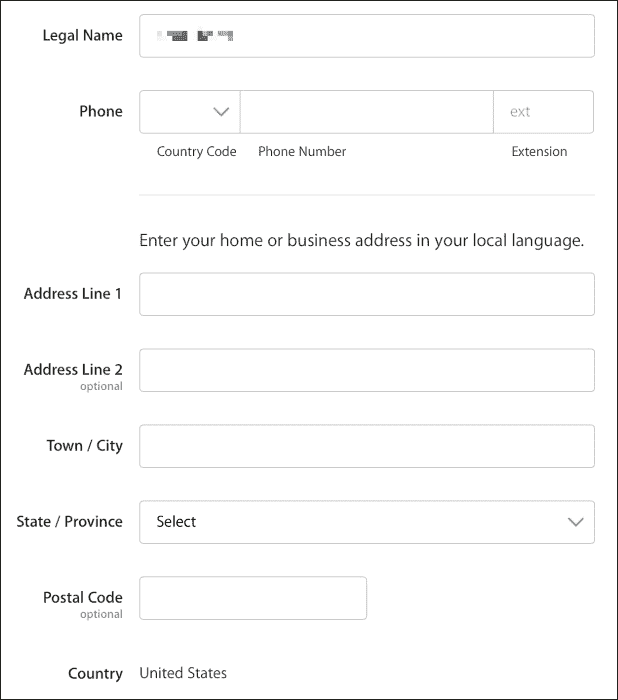 Legal Name
Phone
ext
Country Code Phone Number Extension
Enter your home or business address in your local language.
Address Line 1
Address Line 2
optional
Town / City
State / Province Select
Postal Code
optional
Country United States